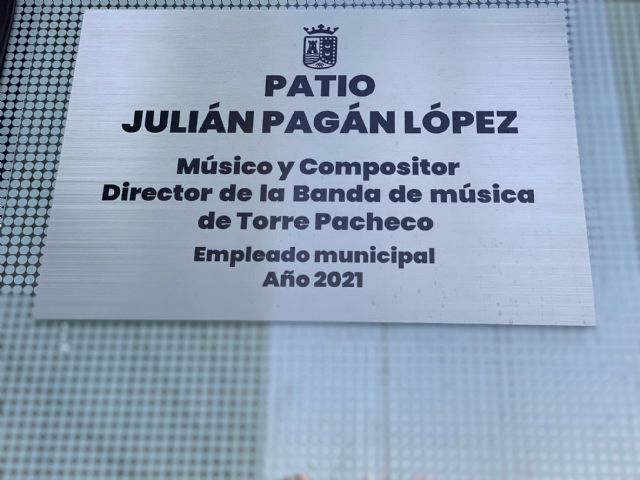 PATIO
JULIÁN PAGÁN LÓPEZ
Músico y Compositor
Director de la Banda de música
de Torre Pacheco
Empleado municipal
Año 2021